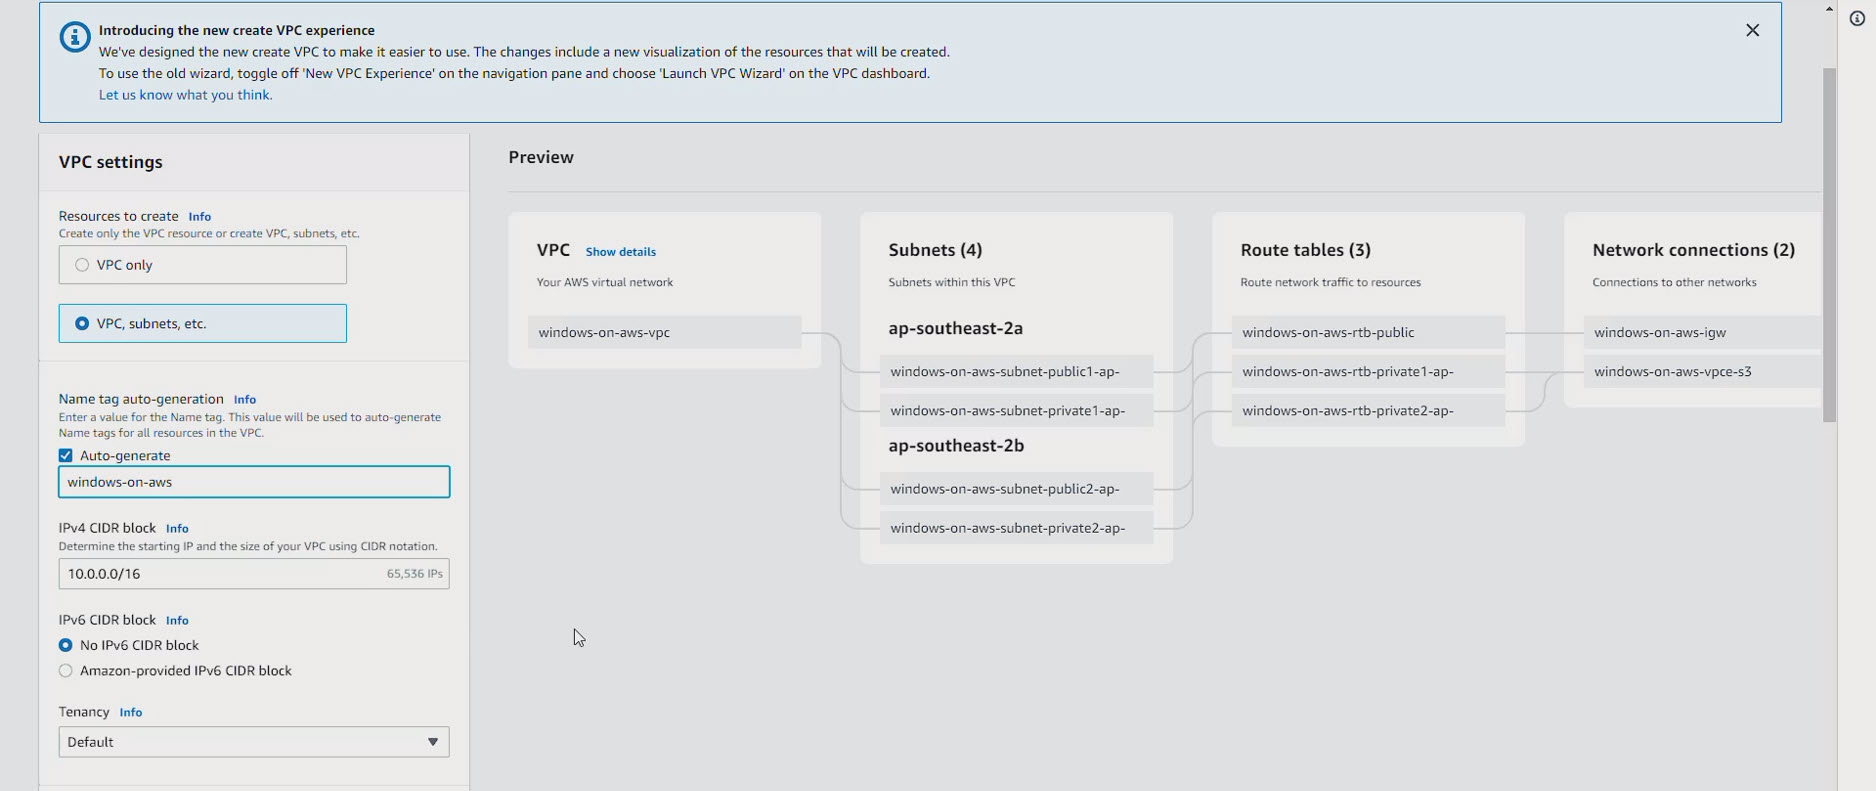 Introducing the new create VPC experience
We've designed the new create VPC to make it easier to use. The changes include a new visualization of the resources that will be created.
To use the old wizard, toggle off 'New VPC Experience' on the navigation pane and choose 'Launch VPC Wizard' on the VPC dashboard.
Let us know what you think.
VPC settings
Resources to create Info
Create only the VPC resource or create VPC, subnets, etc.
VPC only
VPC, subnets, etc.
Name tag auto-generation Info
Enter a value for the Name tag. This value will be used to auto-generate
Name tags for all resources in the VPC.
Auto-generate
windows-on-aws
IPv4 CIDR block Info
Determine the starting IP and the size of your VPC using CIDR notation.
10.0.0.0/16 65,536 IPs
IPv6 CIDR block Info
No IPv6 CIDR block
Amazon-provided IPv6 CIDR block
Tenancy Info
Default
Preview
VPC Show details
Your AWS virtual network
windows-on-aws-vpc
Subnets (4)
Subnets within this VPC
ap-southeast-2a
windows-on-aws-subnet-public1-ap-
windows-on-aws-subnet-private1-ap-
ap-southeast-2b
windows-on-aws-subnet-public2-ap-
windows-on-aws-subnet-private2-ap-
Route tables (3)
Route network traffic to resources
windows-on-aws-rtb-public
windows-on-aws-rtb-private1-ap-
windows-on-aws-rtb-private2-ap-
Network connections (2)
Connections to other networks
windows-on-aws-igw
windows-on-aws-vpce-s3